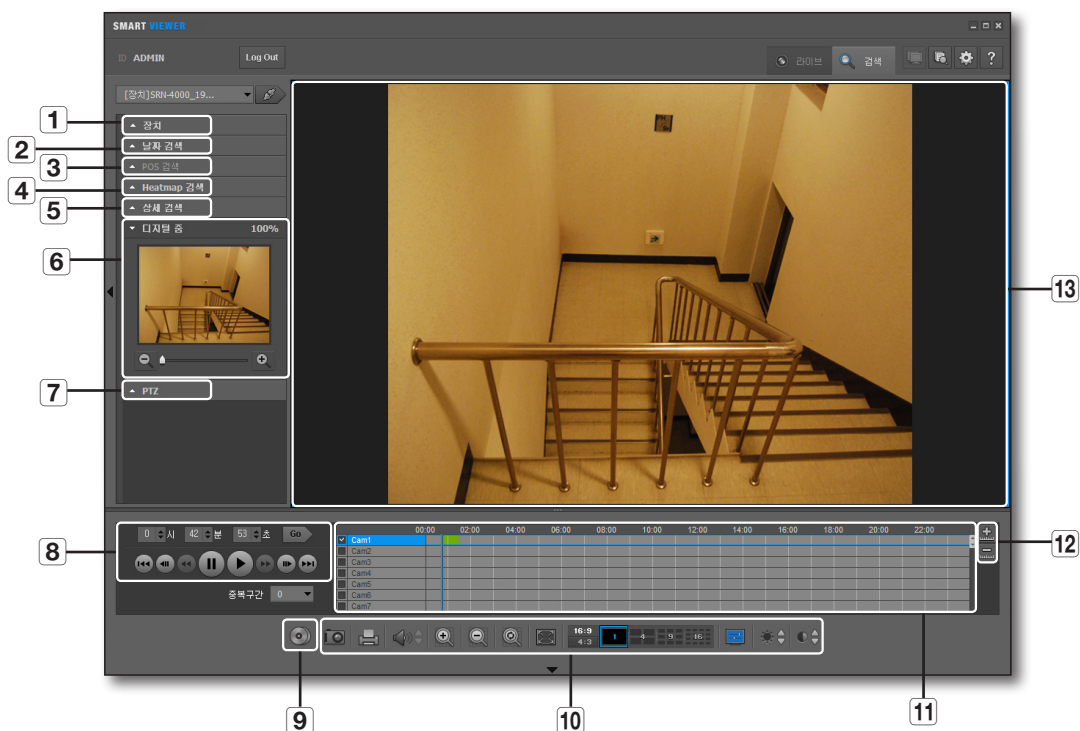 SMART VIEWER
ID ADMIN
Log Out
라이브
검색
?
[장치]SRN-4000_19...
1
장치
2
날짜 검색
3
POS 검색
4
Heatmap 검색
5
상세 검색
6
디지털 줌 100%
7
PTZ
13
8
0 시 42 분 53 초 Go
중복구간 0
00:00 02:00 04:00 06:00 08:00 10:00 12:00 14:00 16:00 18:00 20:00 22:00
Cam1
Cam2
Cam3
Cam4
Cam5
Cam6
Cam7
12
16:9
4:3
1 4 9 16
9
10
11